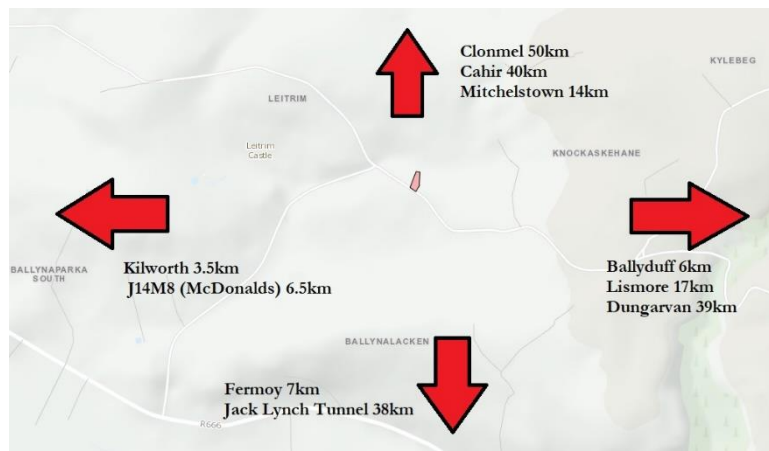 Clonmel 50km
Cahir 40km
Mitchelstown 14km
KYLEBEG
LEITRIM
Leitrim
Castle
KNOCKASKEHANE
Kilworth 3.5km
J14M8 (McDonalds) 6.5km
BALLYNAPARKA
SOUTH
Ballyduff 6km
Lismore 17km
Dungarvan 39km
BALLYNALACKEN
Fermoy 7km
Jack Lynch Tunnel 38km
R666